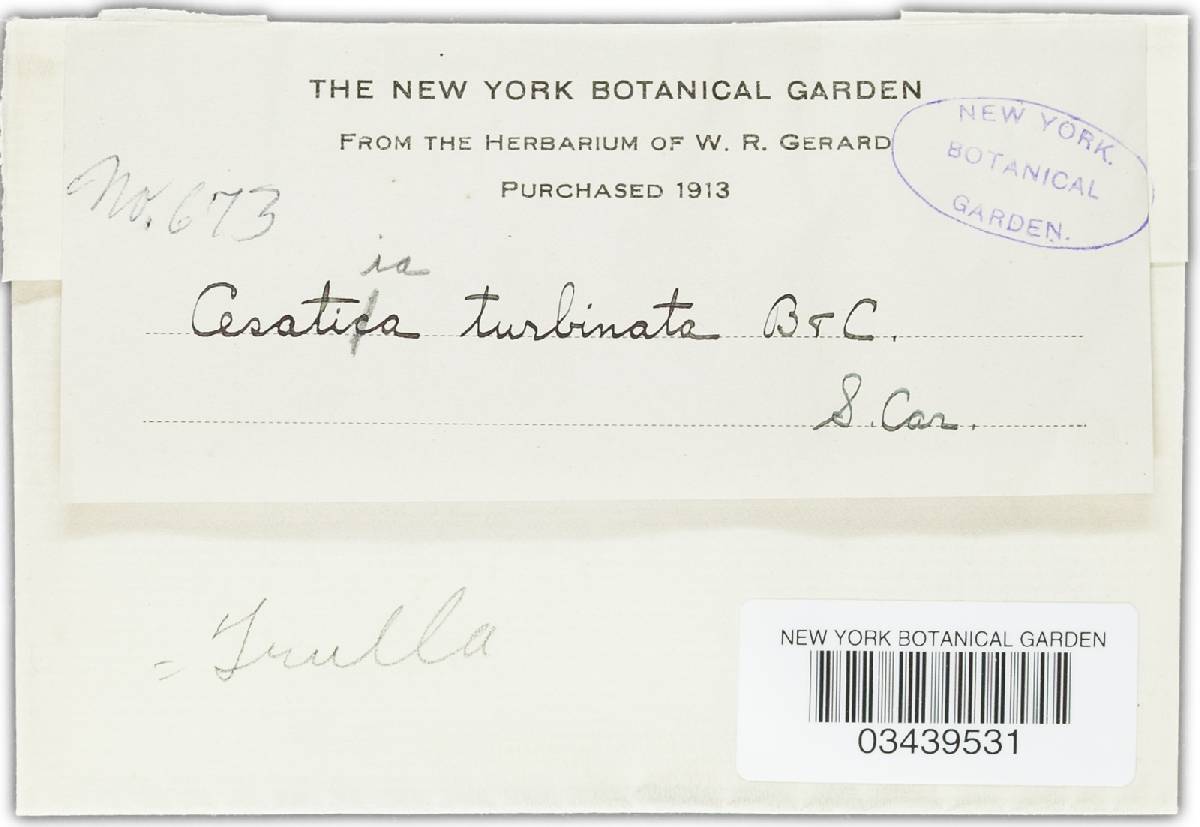 THE NEW YORK BOTANICAL GARDEN
FROM THE HERBARIUM OF W. R. GERARD
PURCHASED 1913
NEW YORK
BOTANICAL
GARDEN.
No. 673
ia
Cesatia turbinata B & C.
S. Car.
= Trulla
NEW YORK BOTANICAL GARDEN
03439531